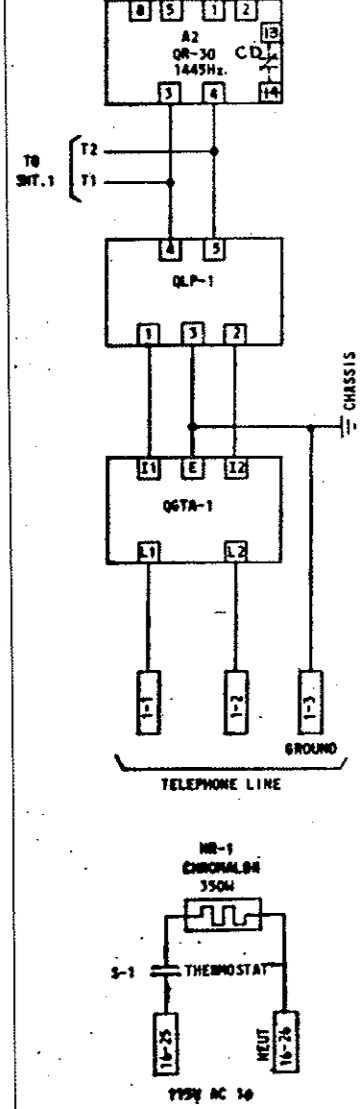 8 5 1 2
13
A2
QR-30
1445Hz.
CD
3 4 14
TO
SHT.1
T2
T1
4 5
QLP-1
1 3 2
CHASSIS
I1 E I2
QGTA-1
L1 L2
1-1 1-2 1-3
GROUND
TELEPHONE LINE
HR-1
CHROMALOX
350W
S-1 THERMOSTAT
16-25 NEUT 16-26
115V AC 1ø